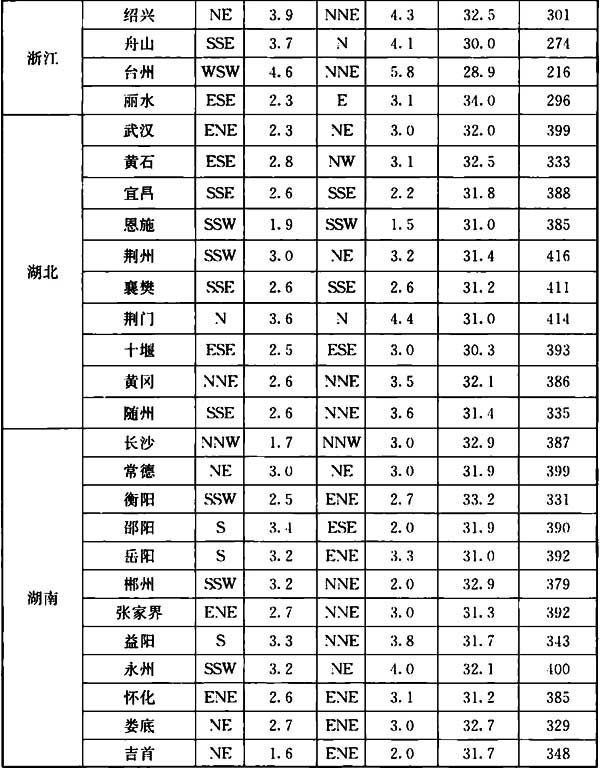 浙江
绍兴 NE 3.9 NNE 4.3 32.5 301
舟山 SSE 3.7 N 4.1 30.0 274
台州 WSW 4.6 NNE 5.8 28.9 216
丽水 ESE 2.3 E 3.1 34.0 296
湖北
武汉 ENE 2.3 NE 3.0 32.0 399
黄石 ESE 2.8 NW 3.1 32.5 333
宜昌 SSE 2.6 SSE 2.2 31.8 388
恩施 SSW 1.9 SSW 1.5 31.0 385
荆州 SSW 3.0 NE 3.2 31.4 416
襄樊 SSE 2.6 SSE 2.6 31.2 411
荆门 N 3.6 N 4.4 31.0 414
十堰 ESE 2.5 ESE 3.0 30.3 393
黄冈 NNE 2.6 NNE 3.5 32.1 386
随州 SSE 2.6 NNE 3.6 31.4 335
湖南
长沙 NNW 1.7 NNW 3.0 32.9 387
常德 NE 3.0 NE 3.0 31.9 399
衡阳 SSW 2.5 ENE 2.7 33.2 331
邵阳 S 3.4 ESE 2.0 31.9 390
岳阳 S 3.2 ENE 3.3 31.0 392
郴州 SSW 3.2 NNE 2.0 32.9 379
张家界 ENE 2.7 NNE 3.0 31.3 392
益阳 S 3.3 NNE 3.8 31.7 343
永州 SSW 3.2 NE 4.0 32.1 400
怀化 ENE 2.6 ENE 3.1 31.2 385
娄底 NE 2.7 ENE 3.0 32.7 329
吉首 NE 1.6 ENE 2.0 31.7 348